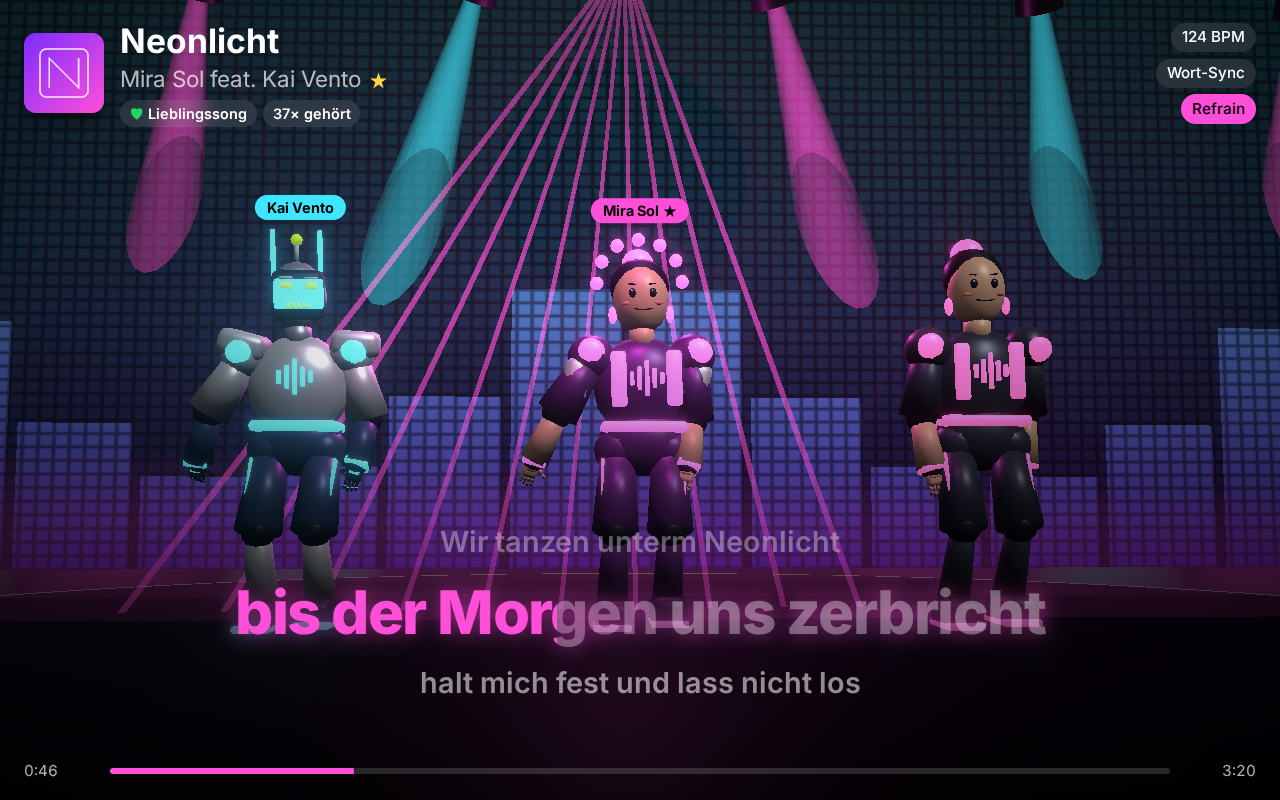 N
Neonlicht
Mira Sol feat. Kai Vento ★
Lieblingssong
37× gehört
124 BPM
Wort-Sync
Refrain
Kai Vento
Mira Sol ★
Wir tanzen unterm Neonlicht
bis der Morgen uns zerbricht
halt mich fest und lass nicht los
0:46
3:20